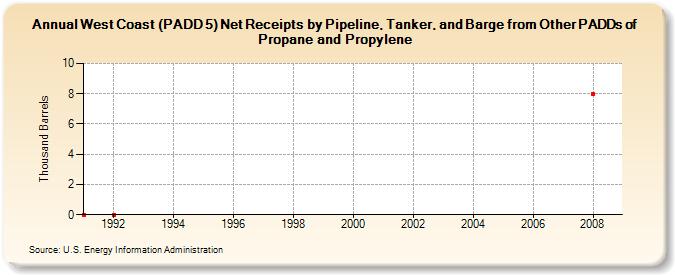 Annual West Coast (PADD 5) Net Receipts by Pipeline, Tanker, and Barge from Other PADDs of
Propane and Propylene
Thousand Barrels
10
8
6
4
2
0
1992 1994 1996 1998 2000 2002 2004 2006 2008
Source: U.S. Energy Information Administration